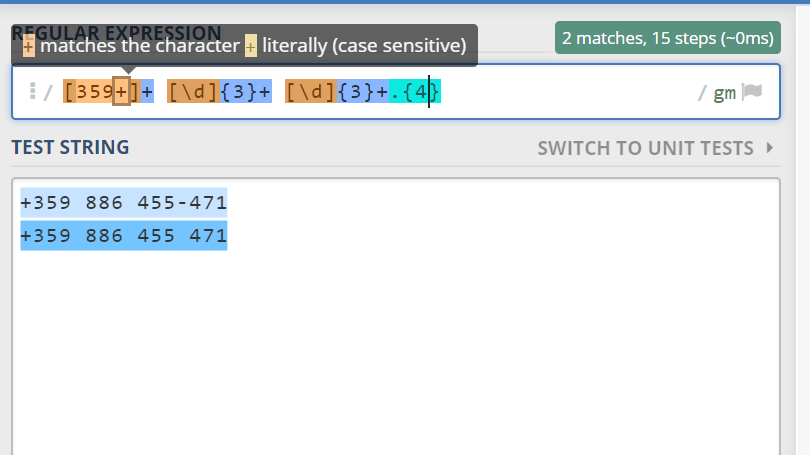 REGULAR EXPRESSION
+ matches the character + literally (case sensitive)
2 matches, 15 steps (~0ms)
/ [359+]+ [\d]{3}+ [\d]{3}+.{4} / gm
TEST STRING
SWITCH TO UNIT TESTS
+359 886 455-471
+359 886 455 471